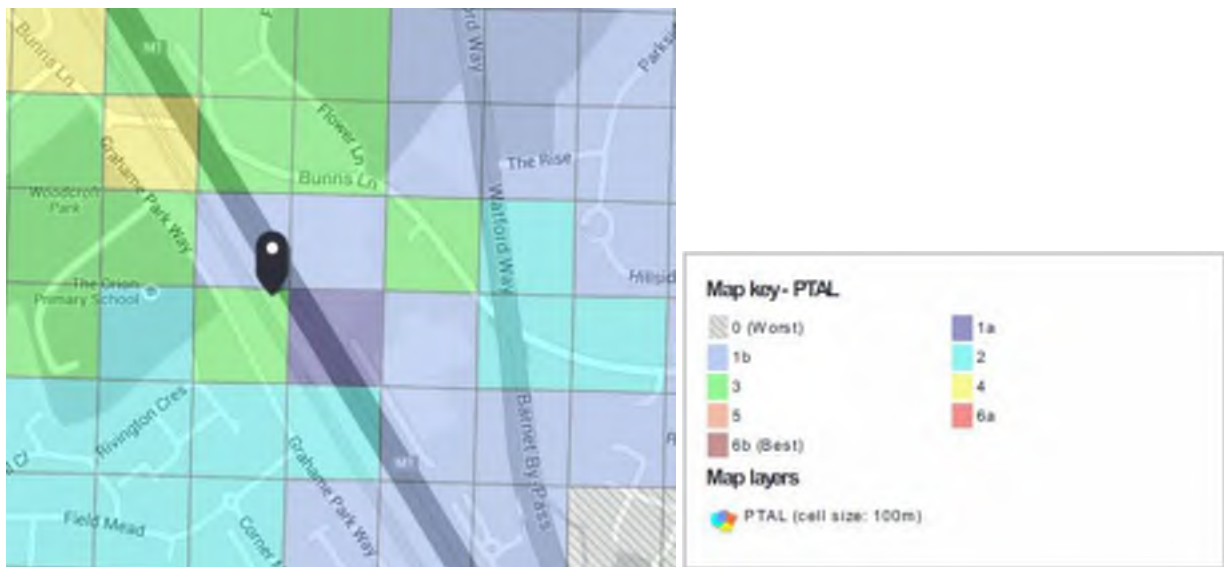 Bunns Ln
M1
ord Way
Parksi
Flower Ln
Grahame Park Way
Bunns Ln
The Rise
Woodcroft
Park
Watford Way
The Orion
Primary School
Hillsid
Rivington Cres
Barnet By-Pass
M1
Grahame Park Way
Field Mead
Corner M
Map key - PTAL
0 (Worst)
1a
1b
2
3
4
5
6a
6b (Best)
Map layers
PTAL (cell size: 100m)